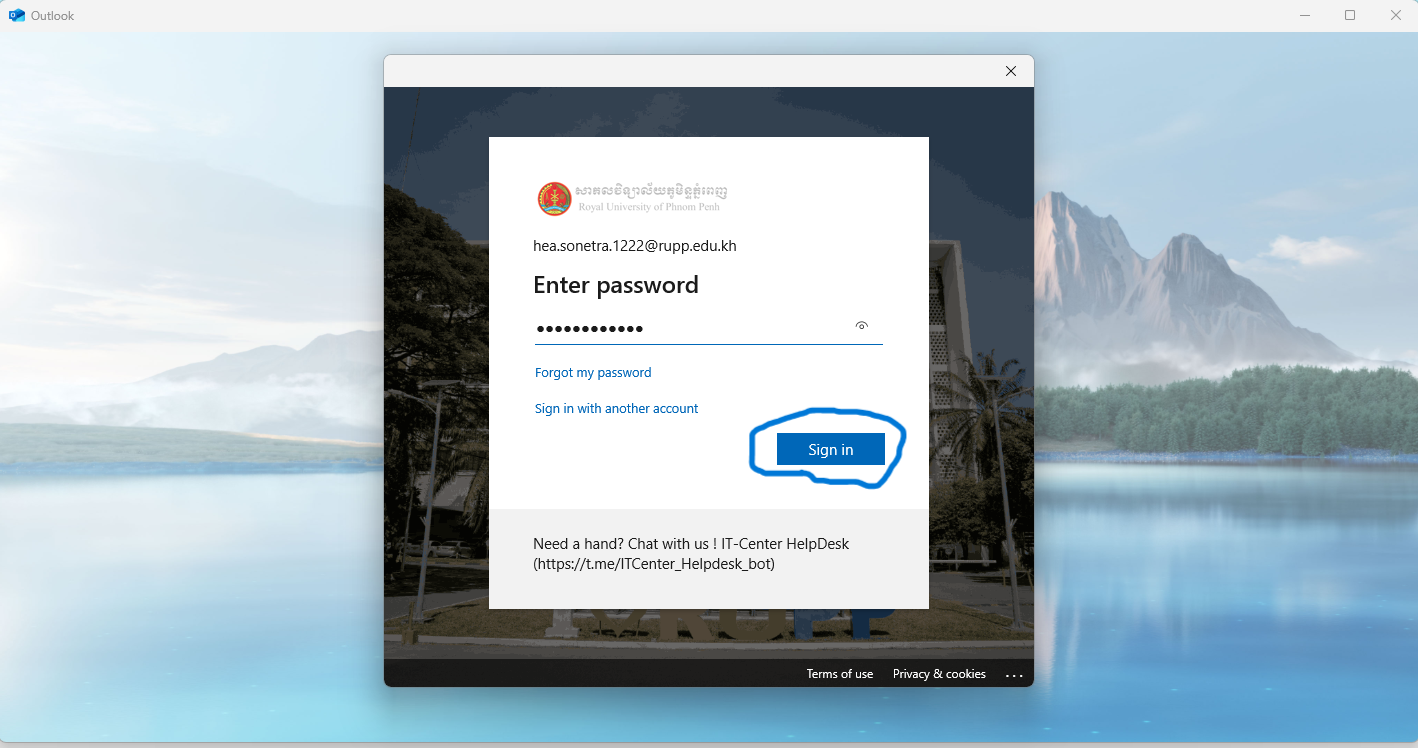 Outlook
សាកលវិទ្យាល័យភូមិន្ទភ្នំពេញ
Royal University of Phnom Penh
hea.sonetra.1222@rupp.edu.kh
Enter password
••••••••••••
Forgot my password
Sign in with another account
Sign in
Need a hand? Chat with us ! IT-Center HelpDesk
(https://t.me/ITCenter_Helpdesk_bot)
RUPP
Terms of use Privacy & cookies ...